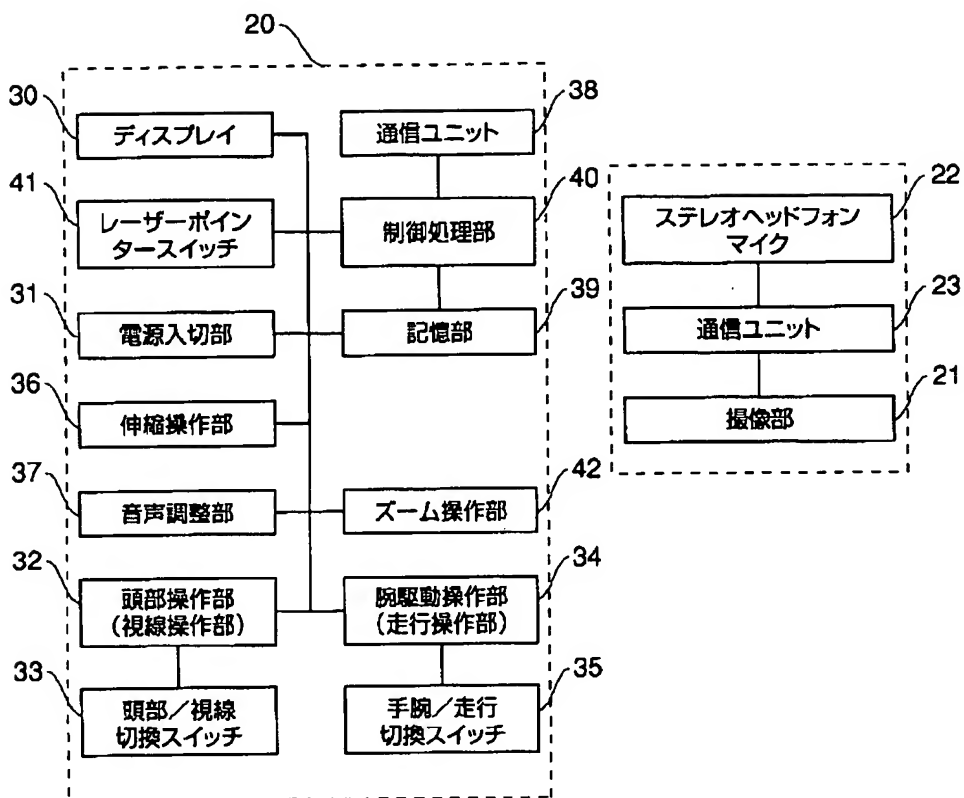 20
30
ディスプレイ
38
通信ユニット
41
レーザーポイン
タースイッチ
40
制御処理部
31
電源入切部
39
記憶部
36
伸縮操作部
37
音声調整部
42
ズーム操作部
32
頭部操作部
(視線操作部)
34
腕駆動操作部
(走行操作部)
33
頭部／視線
切換スイッチ
35
手腕／走行
切換スイッチ
22
ステレオヘッドフォン
マイク
23
通信ユニット
21
撮像部